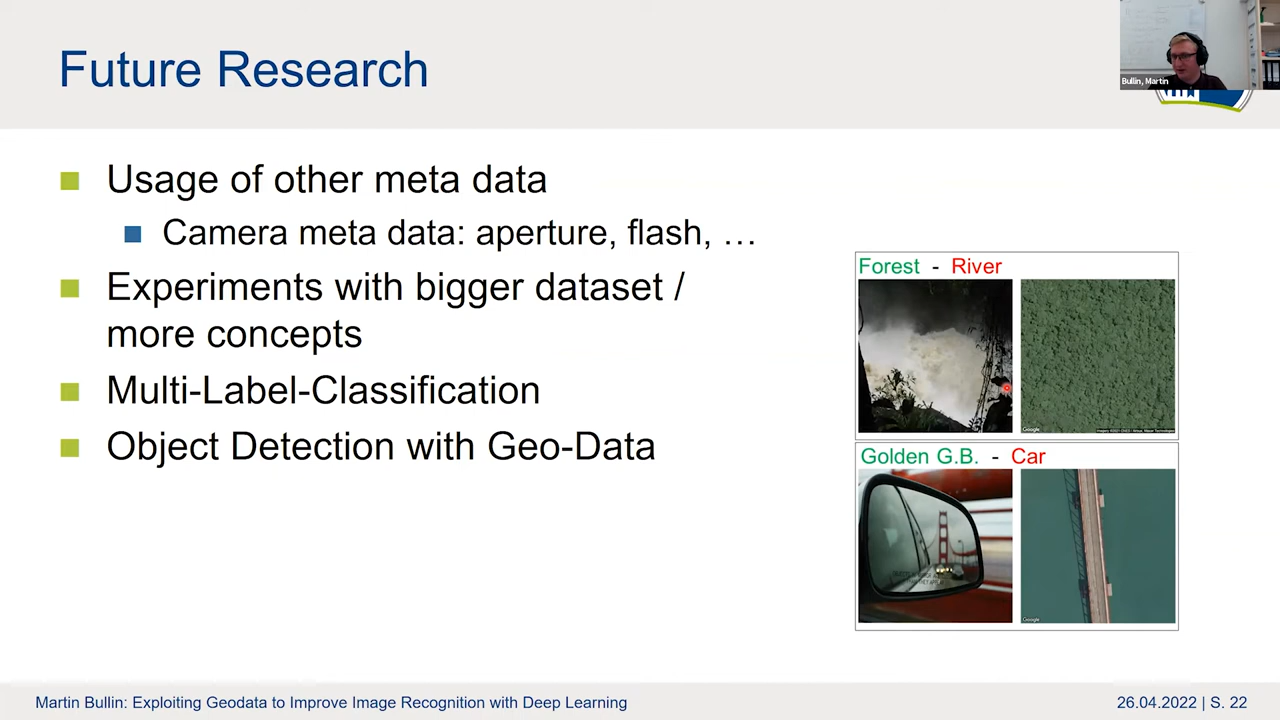 Future Research
Bullin, Martin
Usage of other meta data
Camera meta data: aperture, flash, …
Experiments with bigger dataset /
more concepts
Multi-Label-Classification
Object Detection with Geo-Data
Forest - River
Google
Golden G.B. - Car
Google
Martin Bullin: Exploiting Geodata to Improve Image Recognition with Deep Learning
26.04.2022 | S. 22